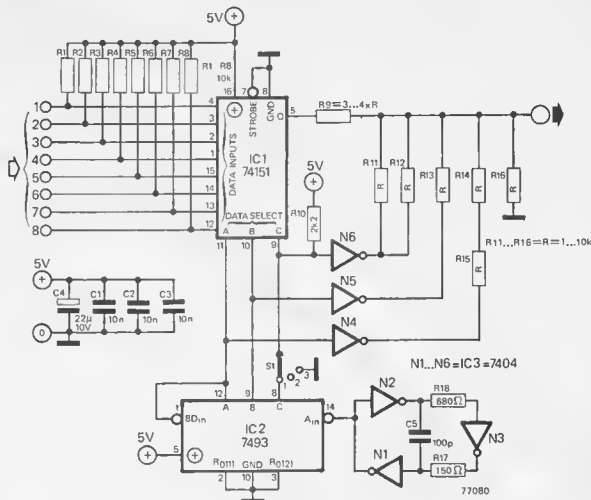 5V
R1 R2 R3 R4 R5 R6 R7 R8
R1 R8
10k
16 7 8
1 4
2 3
3 2
4 1
5 15
6 14
7 13
8 12
STROBE
GND
Q 5
IC1
74151
DATA INPUTS
DATA SELECT
A B C
11 10 9
R9=3...4xR
5V
R10
2k2
R11 R12 R13 R14 R16
R R R R R
R15
R
R11...R16=R=1...10k
N6
N5
N4
5V
C4 C1 C2 C3
22µ
10V
10n 10n 10n
0
S1
1 2 3
N1...N6=IC3=7404
12 9 8
A B C
1
BDin
IC2
7493
Ain
14
5V
5
R0(1) GND R0(2)
2 10 3
N2
R18
680Ω
C5
100p
N3
N1
R17
150Ω
77080